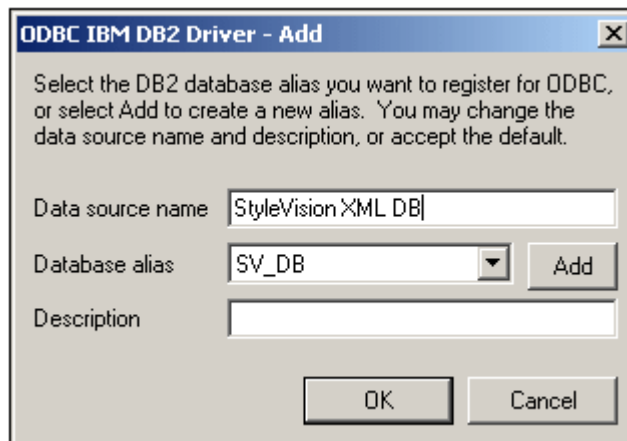 ODBC IBM DB2 Driver - Add
Select the DB2 database alias you want to register for ODBC,
or select Add to create a new alias.  You may change the
data source name and description, or accept the default.
Data source name StyleVision XML DB
Database alias SV_DB Add
Description
OK Cancel